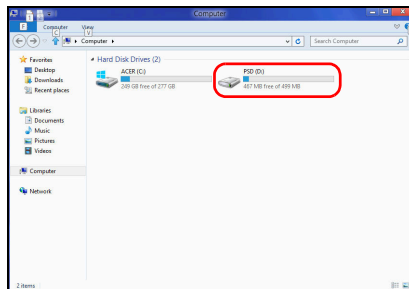 Computer
F
Computer
View
C
V
Computer
Search Computer
Favorites
Desktop
Downloads
Recent places
Libraries
Documents
Music
Pictures
Videos
Computer
Network
Hard Disk Drives (2)
ACER (C:)
249 GB free of 277 GB
PSD (D:)
467 MB free of 499 MB
2 items